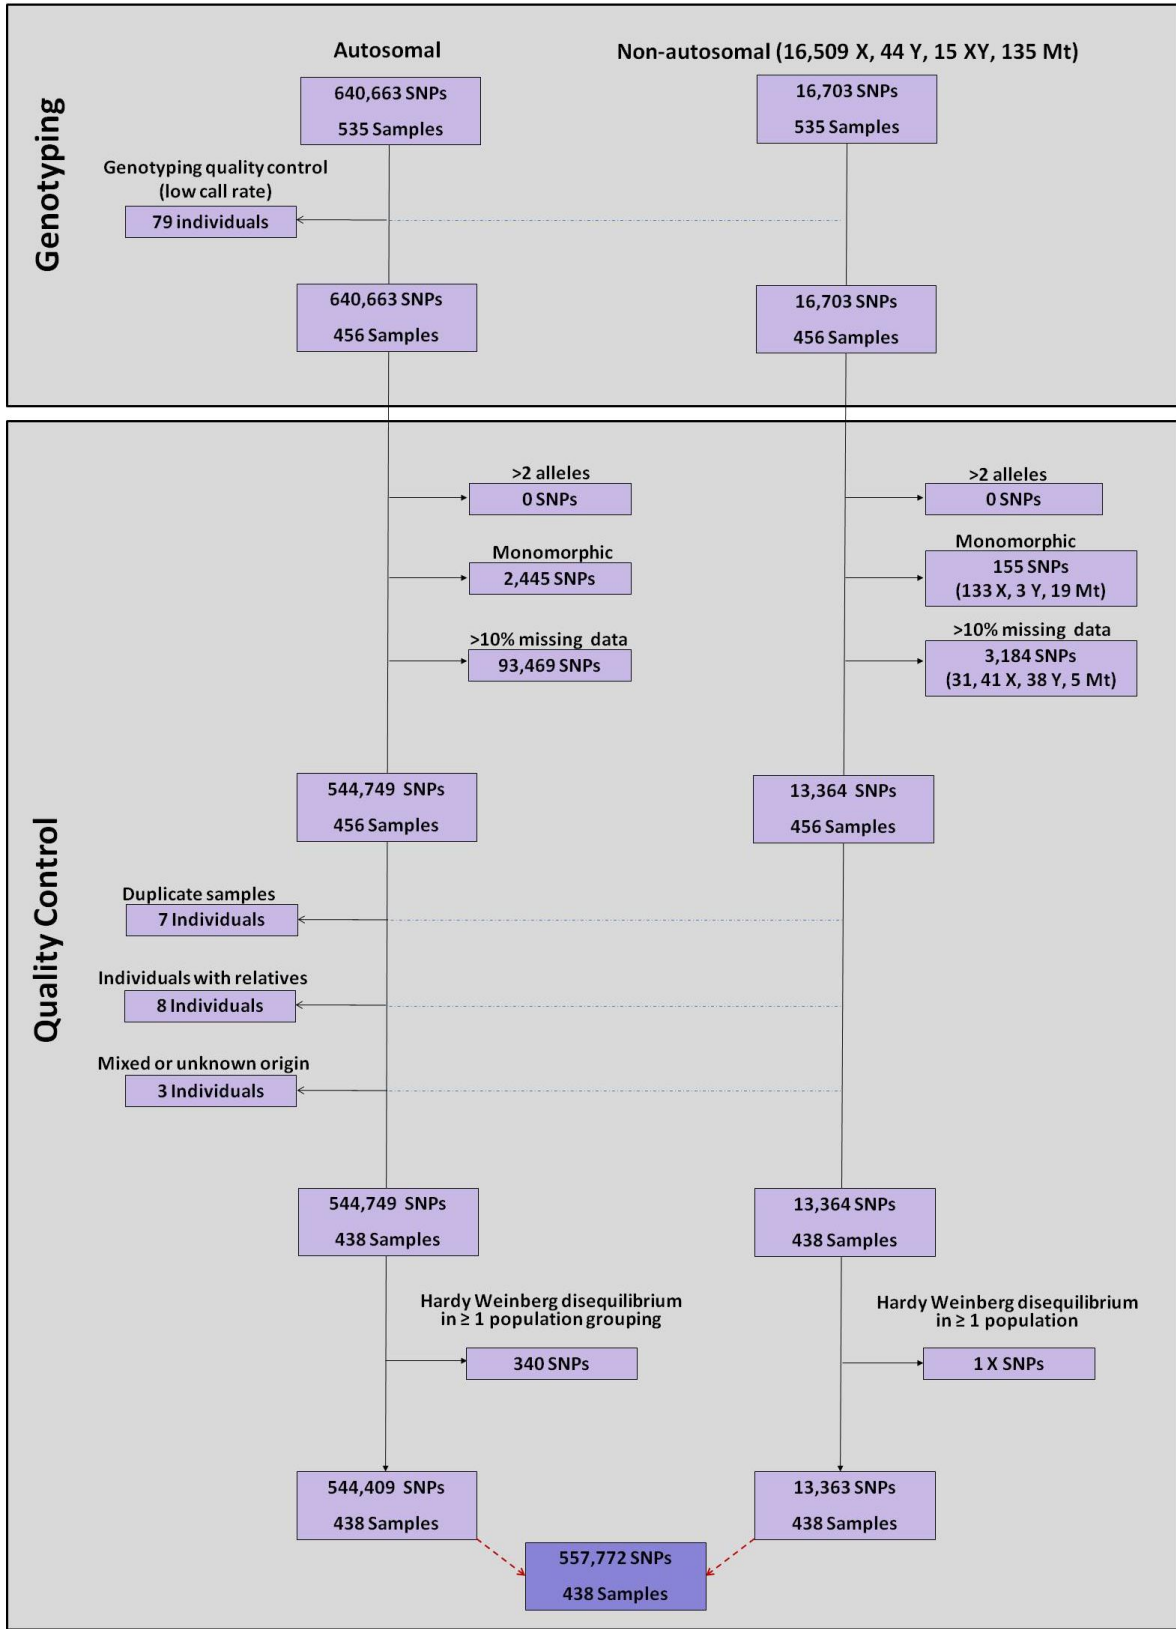 Genotyping
Autosomal
Non-autosomal (16,509 X, 44 Y, 15 XY, 135 Mt)
640,663 SNPs
535 Samples
16,703 SNPs
535 Samples
Genotyping quality control
(low call rate)
79 individuals
640,663 SNPs
456 Samples
16,703 SNPs
456 Samples
Quality Control
>2 alleles
0 SNPs
>2 alleles
0 SNPs
Monomorphic
2,445 SNPs
Monomorphic
155 SNPs
(133 X, 3 Y, 19 Mt)
>10% missing data
93,469 SNPs
>10% missing data
3,184 SNPs
(31, 41 X, 38 Y, 5 Mt)
544,749 SNPs
456 Samples
13,364 SNPs
456 Samples
Duplicate samples
7 Individuals
Individuals with relatives
8 Individuals
Mixed or unknown origin
3 Individuals
544,749 SNPs
438 Samples
13,364 SNPs
438 Samples
Hardy Weinberg disequilibrium
in ≥ 1 population grouping
340 SNPs
Hardy Weinberg disequilibrium
in ≥ 1 population
1 X SNPs
544,409 SNPs
438 Samples
13,363 SNPs
438 Samples
557,772 SNPs
438 Samples